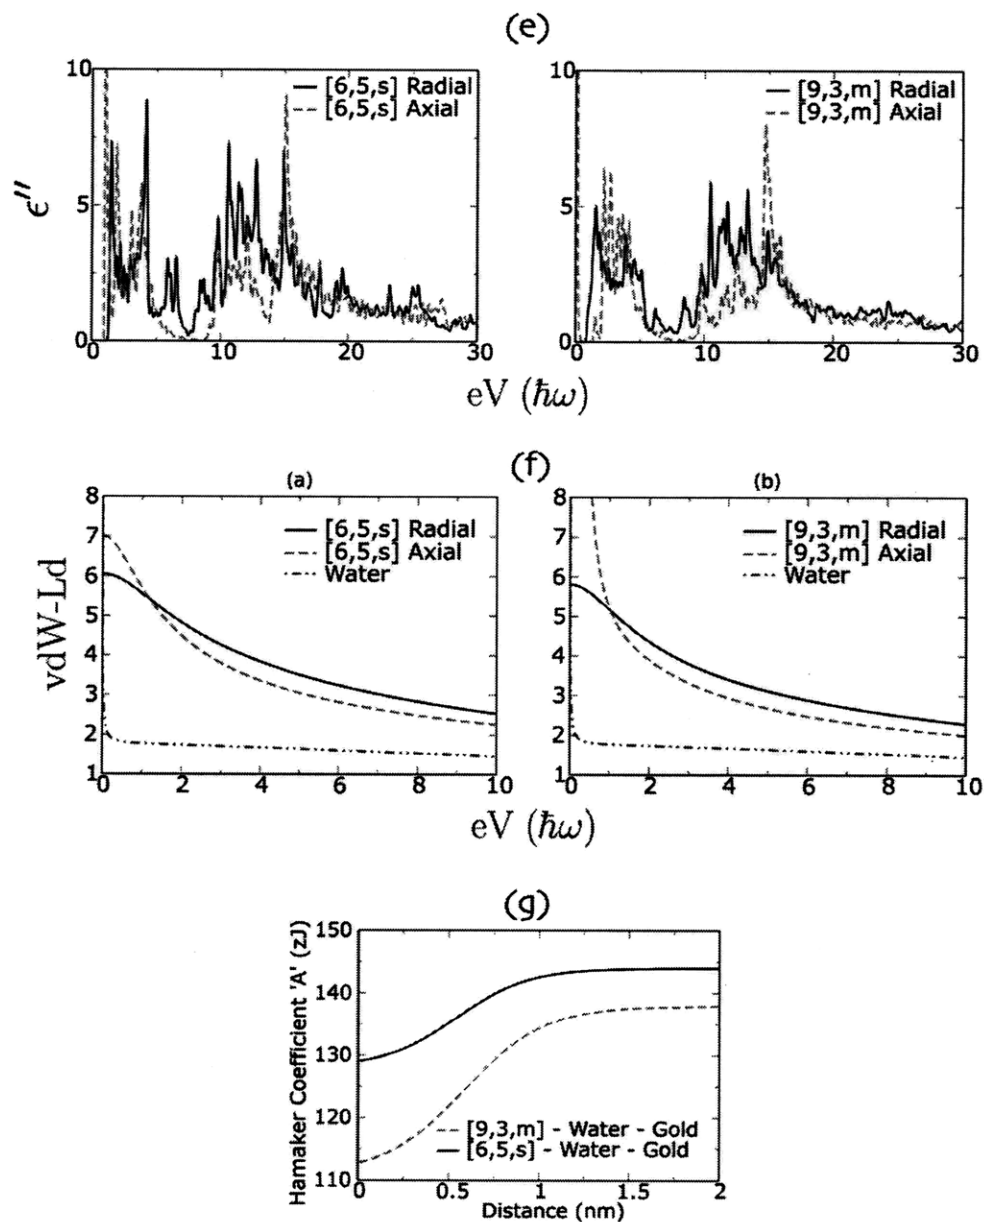 (e)
10
[6,5,s] Radial
[6,5,s] Axial
5
ϵ″
0
0 10 20 30
10
[9,3,m] Radial
[9,3,m] Axial
5
0
0 10 20 30
eV (ħω)
(f)
(a)
8
7
6
5
4
3
2
1
vdW-Ld
[6,5,s] Radial
[6,5,s] Axial
Water
0 2 4 6 8 10
(b)
8
7
6
5
4
3
2
1
[9,3,m] Radial
[9,3,m] Axial
Water
0 2 4 6 8 10
eV (ħω)
(g)
Hamaker Coefficient 'A' (zJ)
150
140
130
120
110
[9,3,m] - Water - Gold
[6,5,s] - Water - Gold
0 0.5 1 1.5 2
Distance (nm)